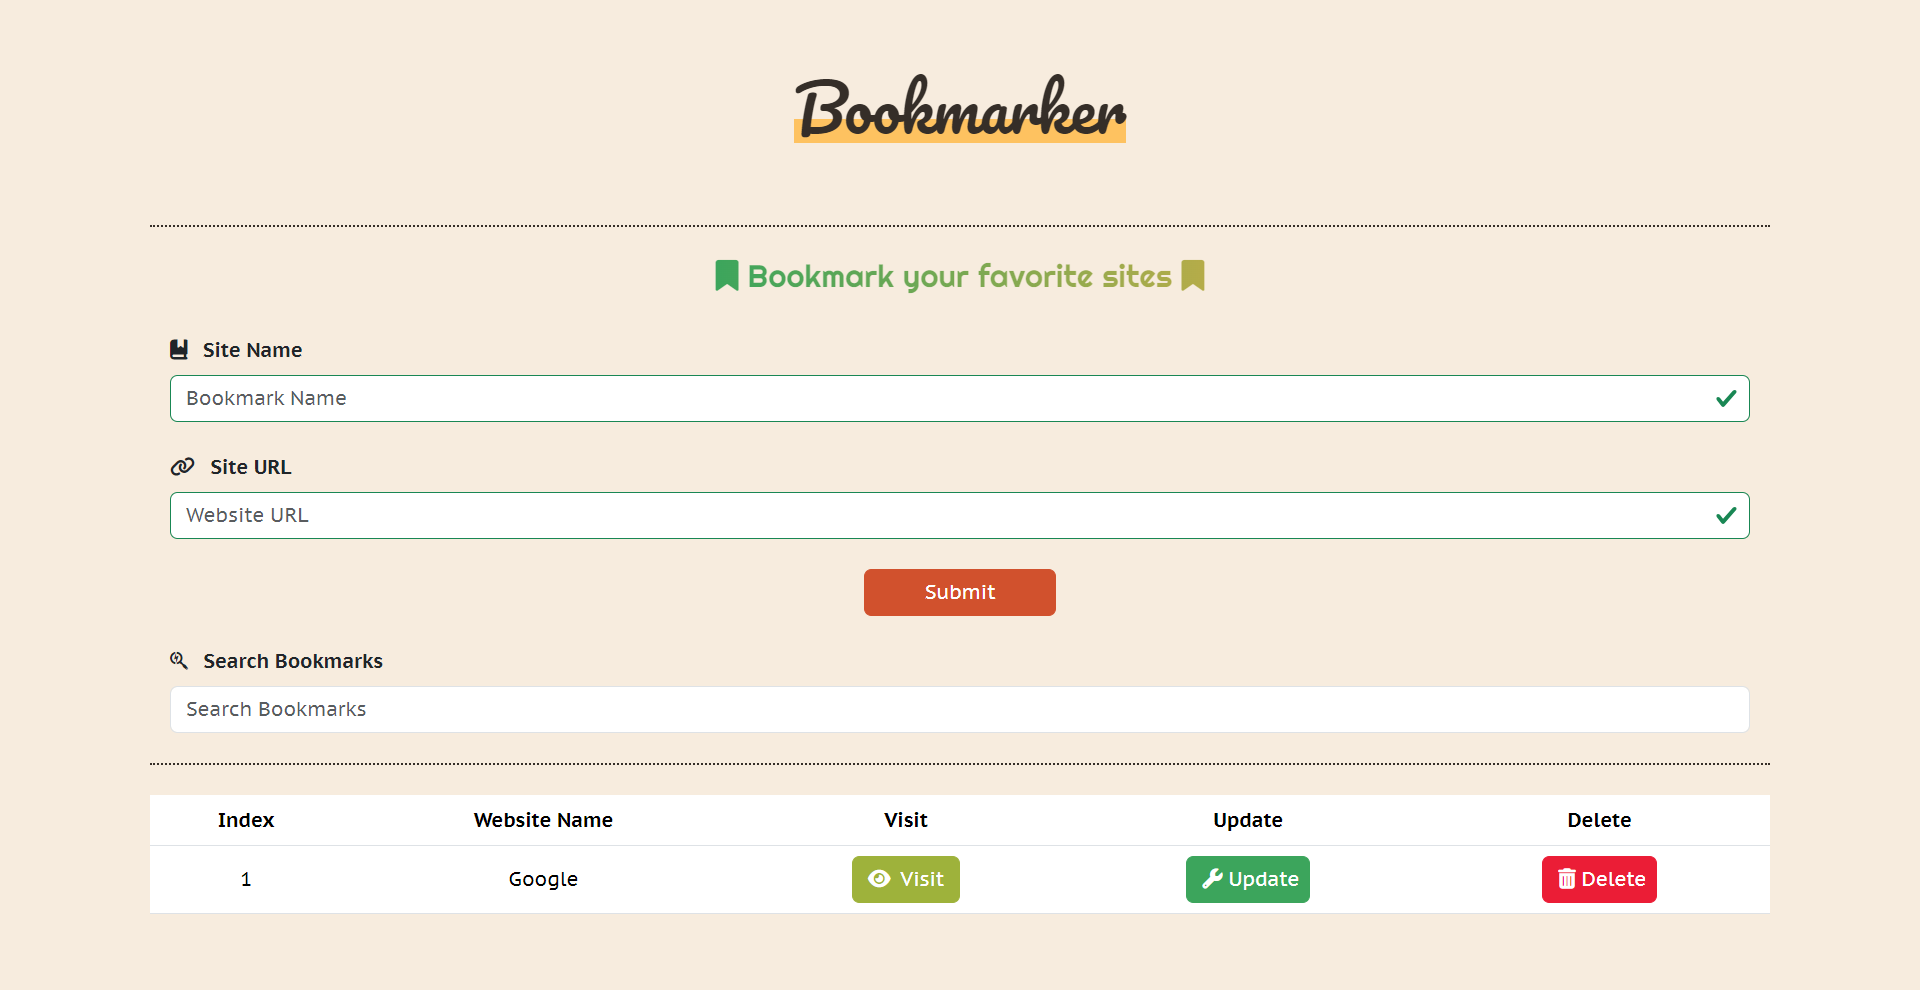 Bookmarker
Bookmark your favorite sites
Site Name
Bookmark Name
Site URL
Website URL
Submit
Search Bookmarks
Search Bookmarks
Index Website Name Visit Update Delete
1 Google Visit Update Delete